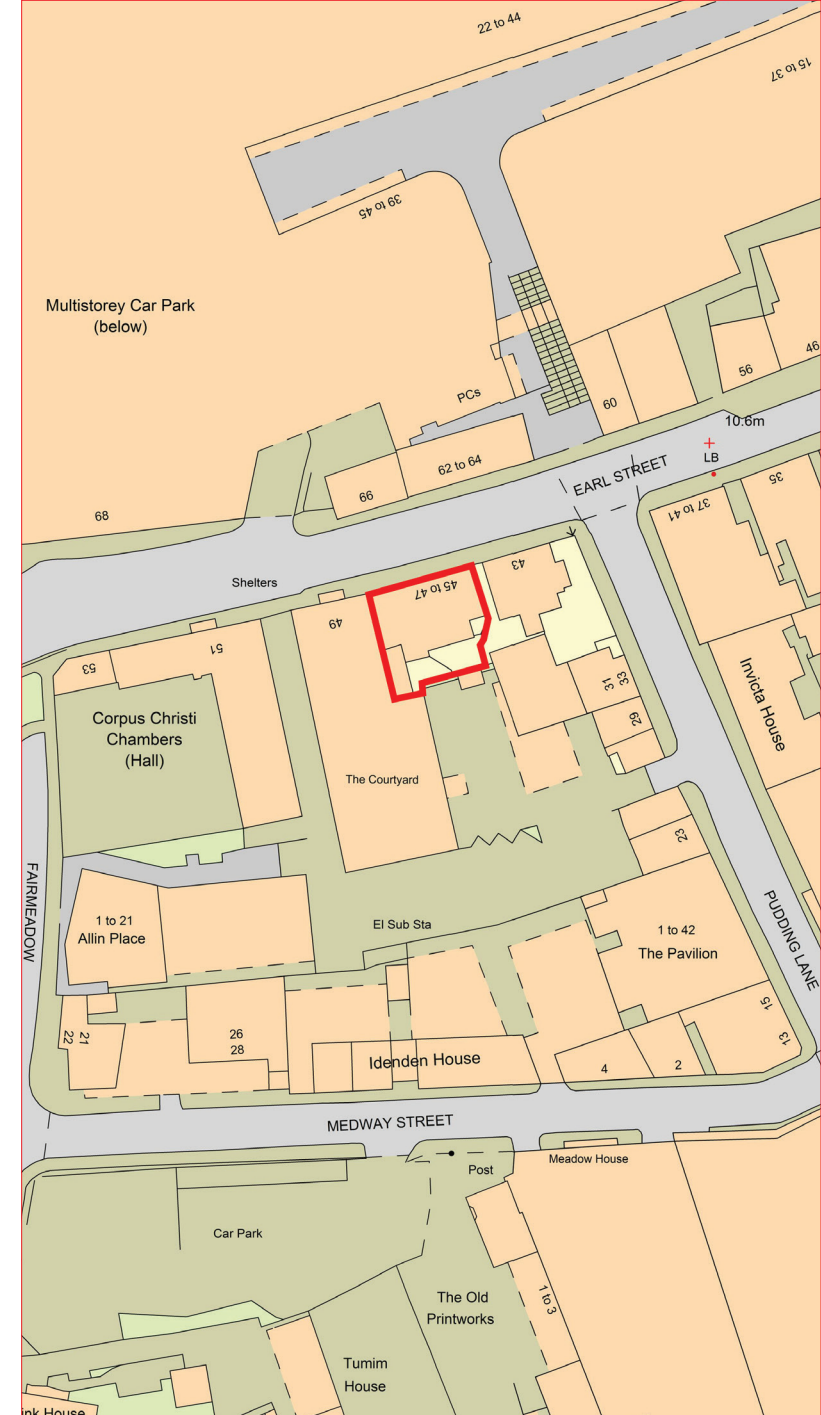 22 to 44
15 to 37
39 to 45
Multistorey Car Park
(below)
46
56
PCs
60
10.6m
LB
62 to 64
EARL STREET
66
35
37 to 41
68
Shelters
43
45 to 47
49
51
53
31
33
29
Invicta House
Corpus Christi
Chambers
(Hall)
The Courtyard
23
FAIRMEADOW
PUDDING LANE
1 to 21
Allin Place
El Sub Sta
1 to 42
The Pavilion
15
13
22
21
26
28
Idenden House
4
2
MEDWAY STREET
Post
Meadow House
Car Park
1 to 3
The Old
Printworks
Tumim
House
ink House